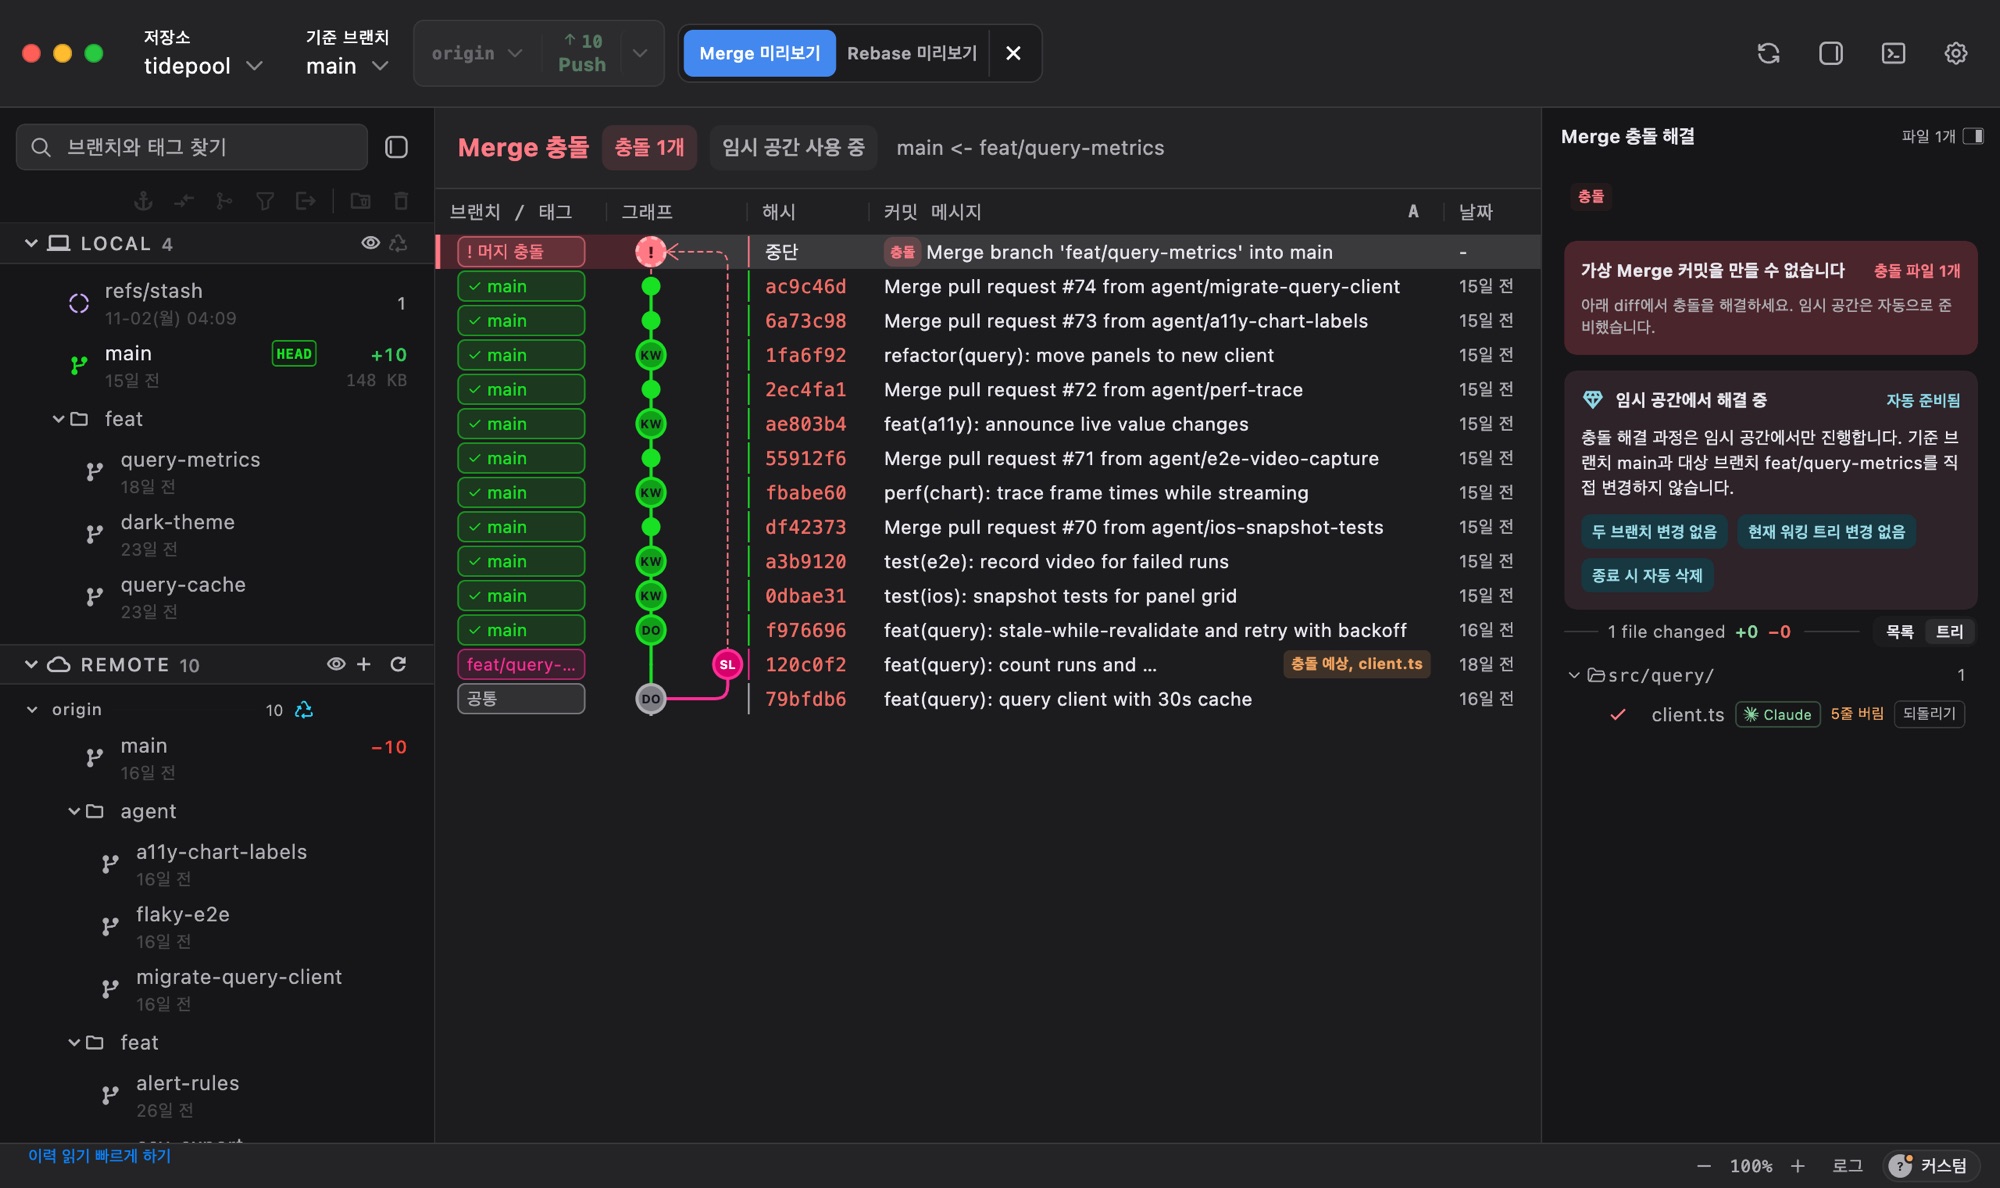 저장소
tidepool
기준 브랜치
main
origin
↑ 10
Push
Merge 미리보기
Rebase 미리보기
브랜치와 태그 찾기
LOCAL 4
refs/stash
11-02(월) 04:09
1
main
HEAD
+10
15일 전
148 KB
feat
query-metrics
18일 전
dark-theme
23일 전
query-cache
23일 전
REMOTE 10
origin
10
main
−10
16일 전
agent
a11y-chart-labels
16일 전
flaky-e2e
16일 전
migrate-query-client
16일 전
feat
alert-rules
26일 전
이력 읽기 빠르게 하기
Merge 충돌
충돌 1개
임시 공간 사용 중
main <- feat/query-metrics
브랜치 / 태그
그래프
해시
커밋 메시지
A
날짜
! 머지 충돌 ! 중단 충돌 Merge branch 'feat/query-metrics' into main -
main ac9c46d Merge pull request #74 from agent/migrate-query-client 15일 전
main 6a73c98 Merge pull request #73 from agent/a11y-chart-labels 15일 전
main KW 1fa6f92 refactor(query): move panels to new client 15일 전
main 2ec4fa1 Merge pull request #72 from agent/perf-trace 15일 전
main KW ae803b4 feat(a11y): announce live value changes 15일 전
main 55912f6 Merge pull request #71 from agent/e2e-video-capture 15일 전
main KW fbabe60 perf(chart): trace frame times while streaming 15일 전
main df42373 Merge pull request #70 from agent/ios-snapshot-tests 15일 전
main KW a3b9120 test(e2e): record video for failed runs 15일 전
main KW 0dbae31 test(ios): snapshot tests for panel grid 15일 전
main DO f976696 feat(query): stale-while-revalidate and retry with backoff 16일 전
feat/query-... SL 120c0f2 feat(query): count runs and ... 충돌 예상, client.ts 18일 전
공통 DO 79bfdb6 feat(query): query client with 30s cache 16일 전
Merge 충돌 해결
파일 1개
충돌
가상 Merge 커밋을 만들 수 없습니다
충돌 파일 1개
아래 diff에서 충돌을 해결하세요. 임시 공간은 자동으로 준
비했습니다.
임시 공간에서 해결 중
자동 준비됨
충돌 해결 과정은 임시 공간에서만 진행합니다. 기준 브
랜치 main과 대상 브랜치 feat/query-metrics를 직
접 변경하지 않습니다.
두 브랜치 변경 없음
현재 워킹 트리 변경 없음
종료 시 자동 삭제
1 file changed +0 −0
목록
트리
src/query/
1
client.ts
Claude
5줄 버림
되돌리기
− 100% +
로그
?
커스텀